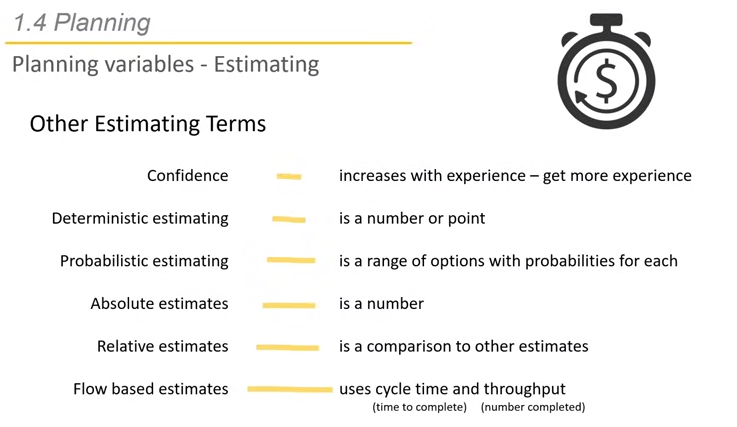 1.4 Planning
Planning variables - Estimating
$
Other Estimating Terms
Confidence increases with experience – get more experience
Deterministic estimating is a number or point
Probabilistic estimating is a range of options with probabilities for each
Absolute estimates is a number
Relative estimates is a comparison to other estimates
Flow based estimates uses cycle time and throughput
(time to complete) (number completed)